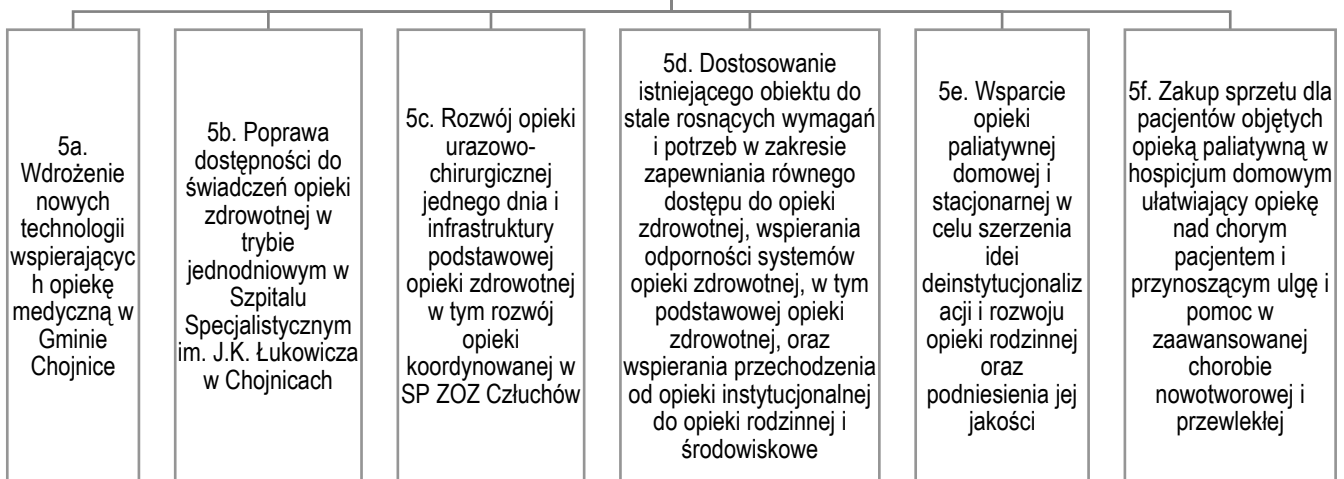 5a.
Wdrożenie
nowych
technologii
wspierającyc
h opiekę
medyczną w
Gminie
Chojnice
5b. Poprawa
dostępności do
świadczeń opieki
zdrowotnej w
trybie
jednodniowym w
Szpitalu
Specjalistycznym
im. J.K. Łukowicza
w Chojnicach
5c. Rozwój opieki
urazowo-
chirurgicznej
jednego dnia i
infrastruktury
podstawowej
opieki zdrowotnej
w tym rozwój
opieki
koordynowanej w
SP ZOZ Człuchów
5d. Dostosowanie
istniejącego obiektu do
stale rosnących wymagań
i potrzeb w zakresie
zapewniania równego
dostępu do opieki
zdrowotnej, wspierania
odporności systemów
opieki zdrowotnej, w tym
podstawowej opieki
zdrowotnej, oraz
wspierania przechodzenia
od opieki instytucjonalnej
do opieki rodzinnej i
środowiskowe
5e. Wsparcie
opieki
paliatywnej
domowej i
stacjonarnej w
celu szerzenia
idei
deinstytucjonaliz
acji i rozwoju
opieki rodzinnej
oraz
podniesienia jej
jakości
5f. Zakup sprzętu dla
pacjentów objętych
opieką paliatywną w
hospicjum domowym
ułatwiający opiekę
nad chorym
pacjentem i
przynoszącym ulgę i
pomoc w
zaawansowanej
chorobie
nowotworowej i
przewlekłej